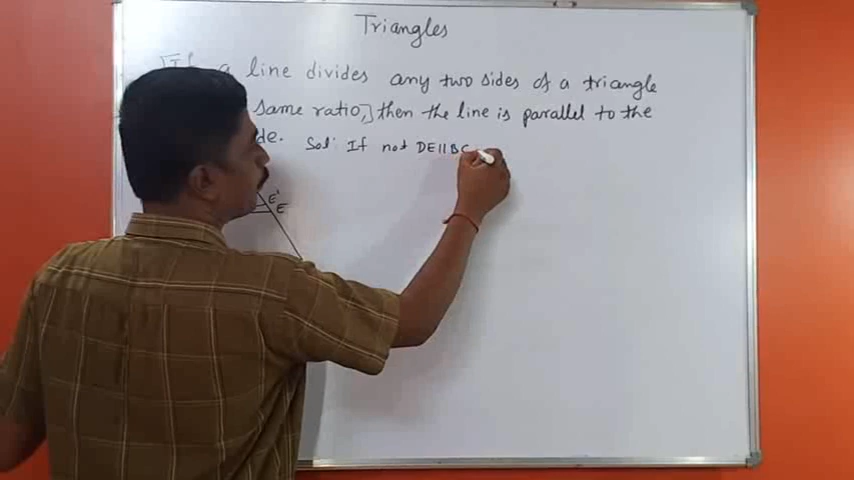 Triangles
If a line divides any two sides of a triangle
same ratio, then the line is parallel to the
de. Sol: If not DE||BC
E'
E